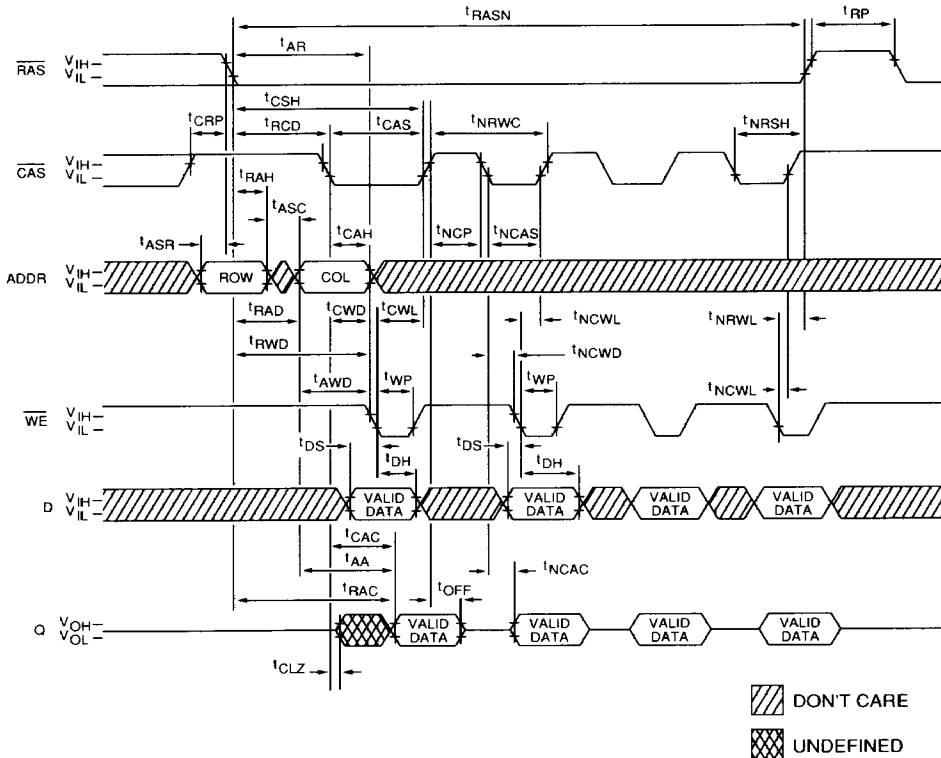 tRASN
tRP
tAR
RAS VIH
VIL
tCSH
tCRP
tRCD
tCAS
tNRWC
tNRSH
CAS VIH
VIL
tRAH
tASC
tASR
tCAH
tNCP
tNCAS
ADDR VIH
VIL
ROW
COL
tRAD
tCWD
tCWL
tNCWL
tNRWL
tRWD
tNCWD
tAWD
tWP
tWP
tNCWL
WE VIH
VIL
tDS
tDH
tDS
tDH
D VIH
VIL
VALID DATA
VALID DATA
VALID DATA
VALID DATA
tCAC
tAA
tNCAC
tRAC
tOFF
Q VOH
VOL
VALID DATA
VALID DATA
VALID DATA
VALID DATA
tCLZ
DON'T CARE
UNDEFINED